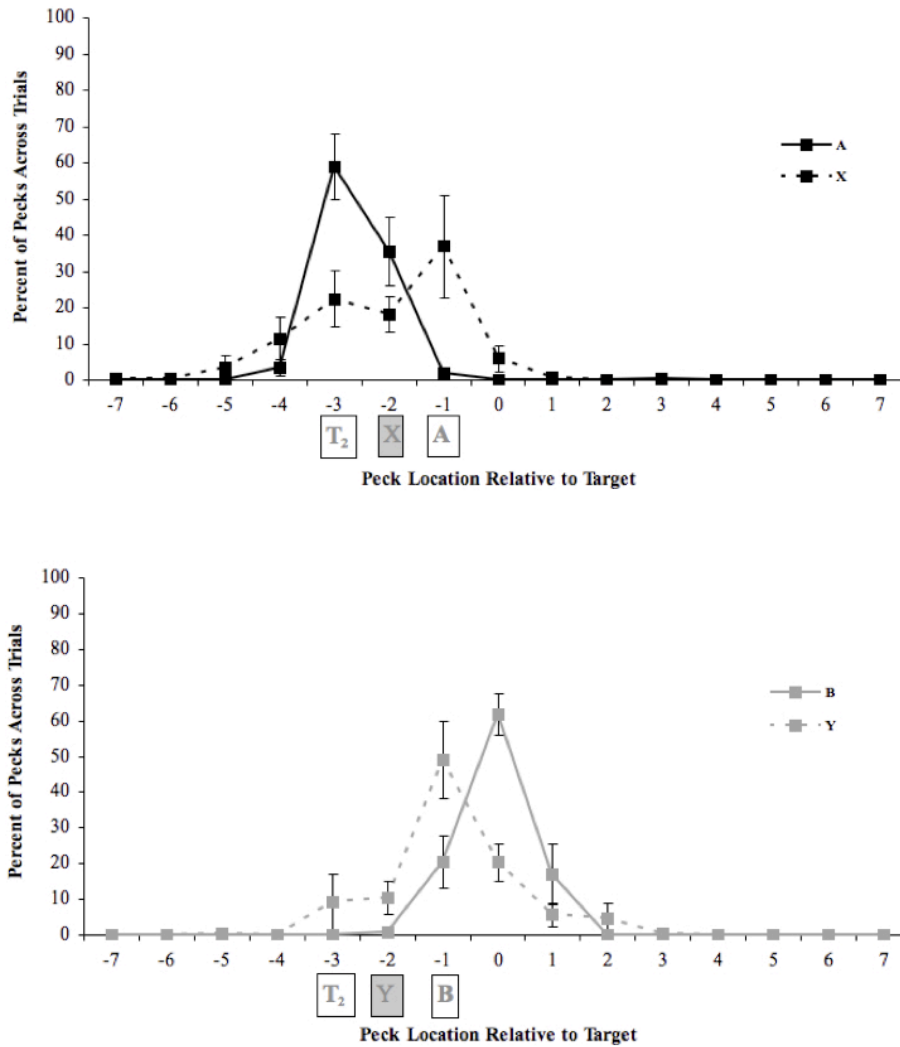 100
90
80
70
60
50
40
30
20
10
0
Percent of Pecks Across Trials
A
X
-7 -6 -5 -4 -3 -2 -1 0 1 2 3 4 5 6 7
T₂ X A
Peck Location Relative to Target
100
90
80
70
60
50
40
30
20
10
0
Percent of Pecks Across Trials
B
Y
-7 -6 -5 -4 -3 -2 -1 0 1 2 3 4 5 6 7
T₂ Y B
Peck Location Relative to Target